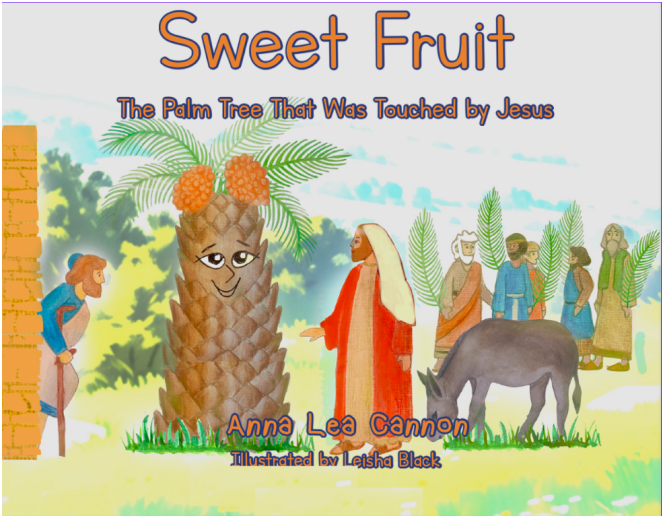 Sweet Fruit
The Palm Tree That Was Touched by Jesus
Anna Lea Cannon
Illustrated by Leisha Black